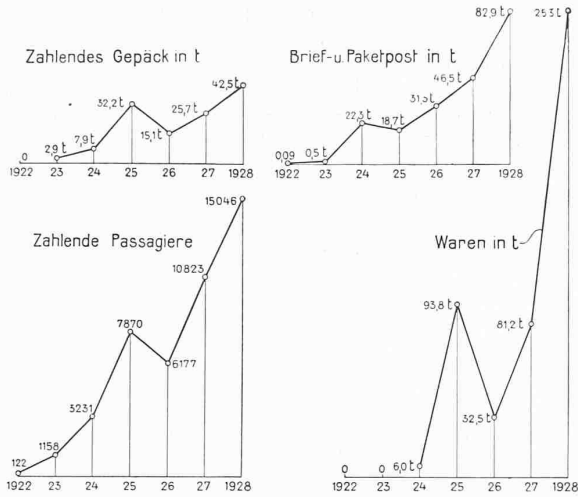 Zahlendes Gepäck in t
0
2,9 t
7,9 t
32,2 t
15,1 t
25,7 t
42,5 t
1922 23 24 25 26 27 1928
Brief-u. Paketpost in t
0,09
0,5 t
22,3 t
18,7 t
31,5 t
46,5 t
82,9 t
1922 23 24 25 26 27 1928
Zahlende Passagiere
122
1158
3231
7870
6177
10823
15046
1922 23 24 25 26 27 1928
Waren in t
0
0
6,0 t
93,8 t
32,5 t
81,2 t
253 t
1922 23 24 25 26 27 1928